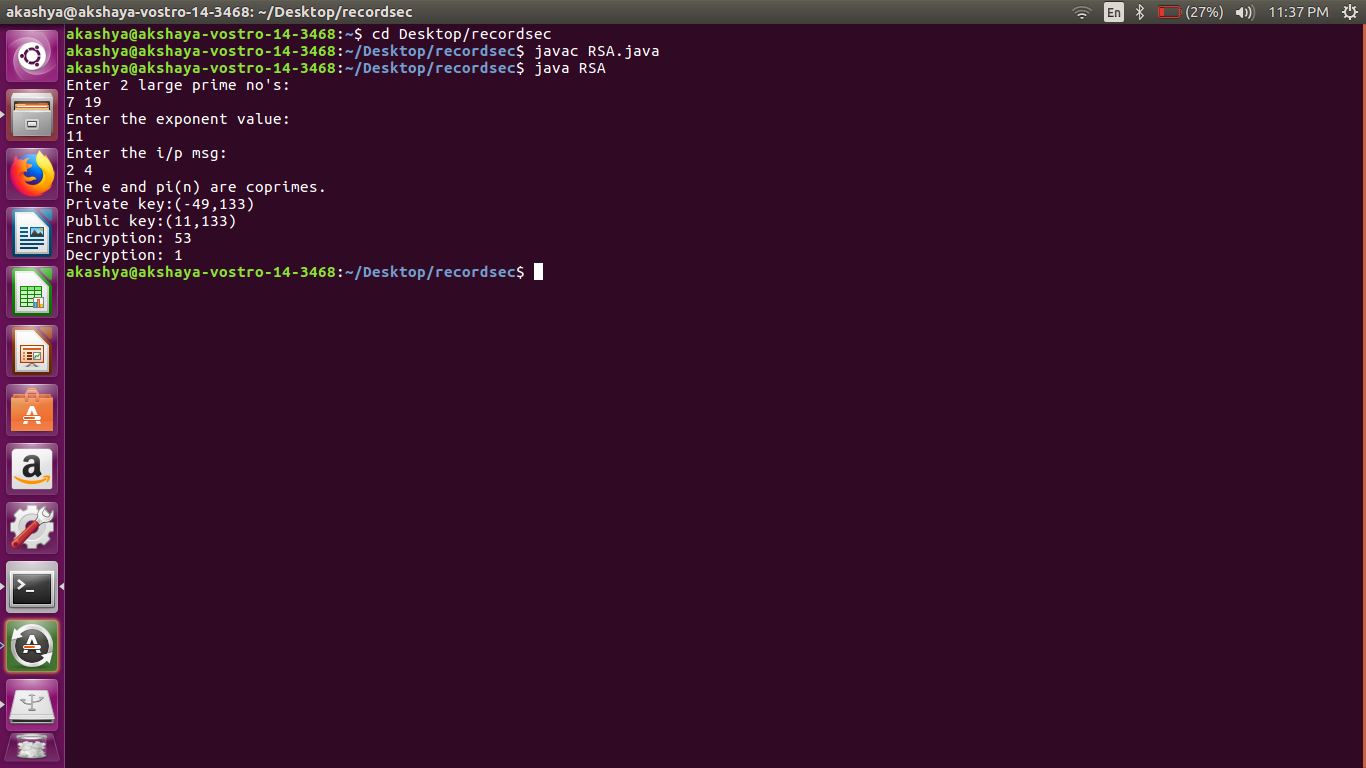 akashya@akshaya-vostro-14-3468: ~/Desktop/recordsec
En (27%) 11:37 PM
akashya@akshaya-vostro-14-3468:~$ cd Desktop/recordsec
akashya@akshaya-vostro-14-3468:~/Desktop/recordsec$ javac RSA.java
akashya@akshaya-vostro-14-3468:~/Desktop/recordsec$ java RSA
Enter 2 large prime no's:
7 19
Enter the exponent value:
11
Enter the i/p msg:
2 4
The e and pi(n) are coprimes.
Private key:(-49,133)
Public key:(11,133)
Encryption: 53
Decryption: 1
akashya@akshaya-vostro-14-3468:~/Desktop/recordsec$